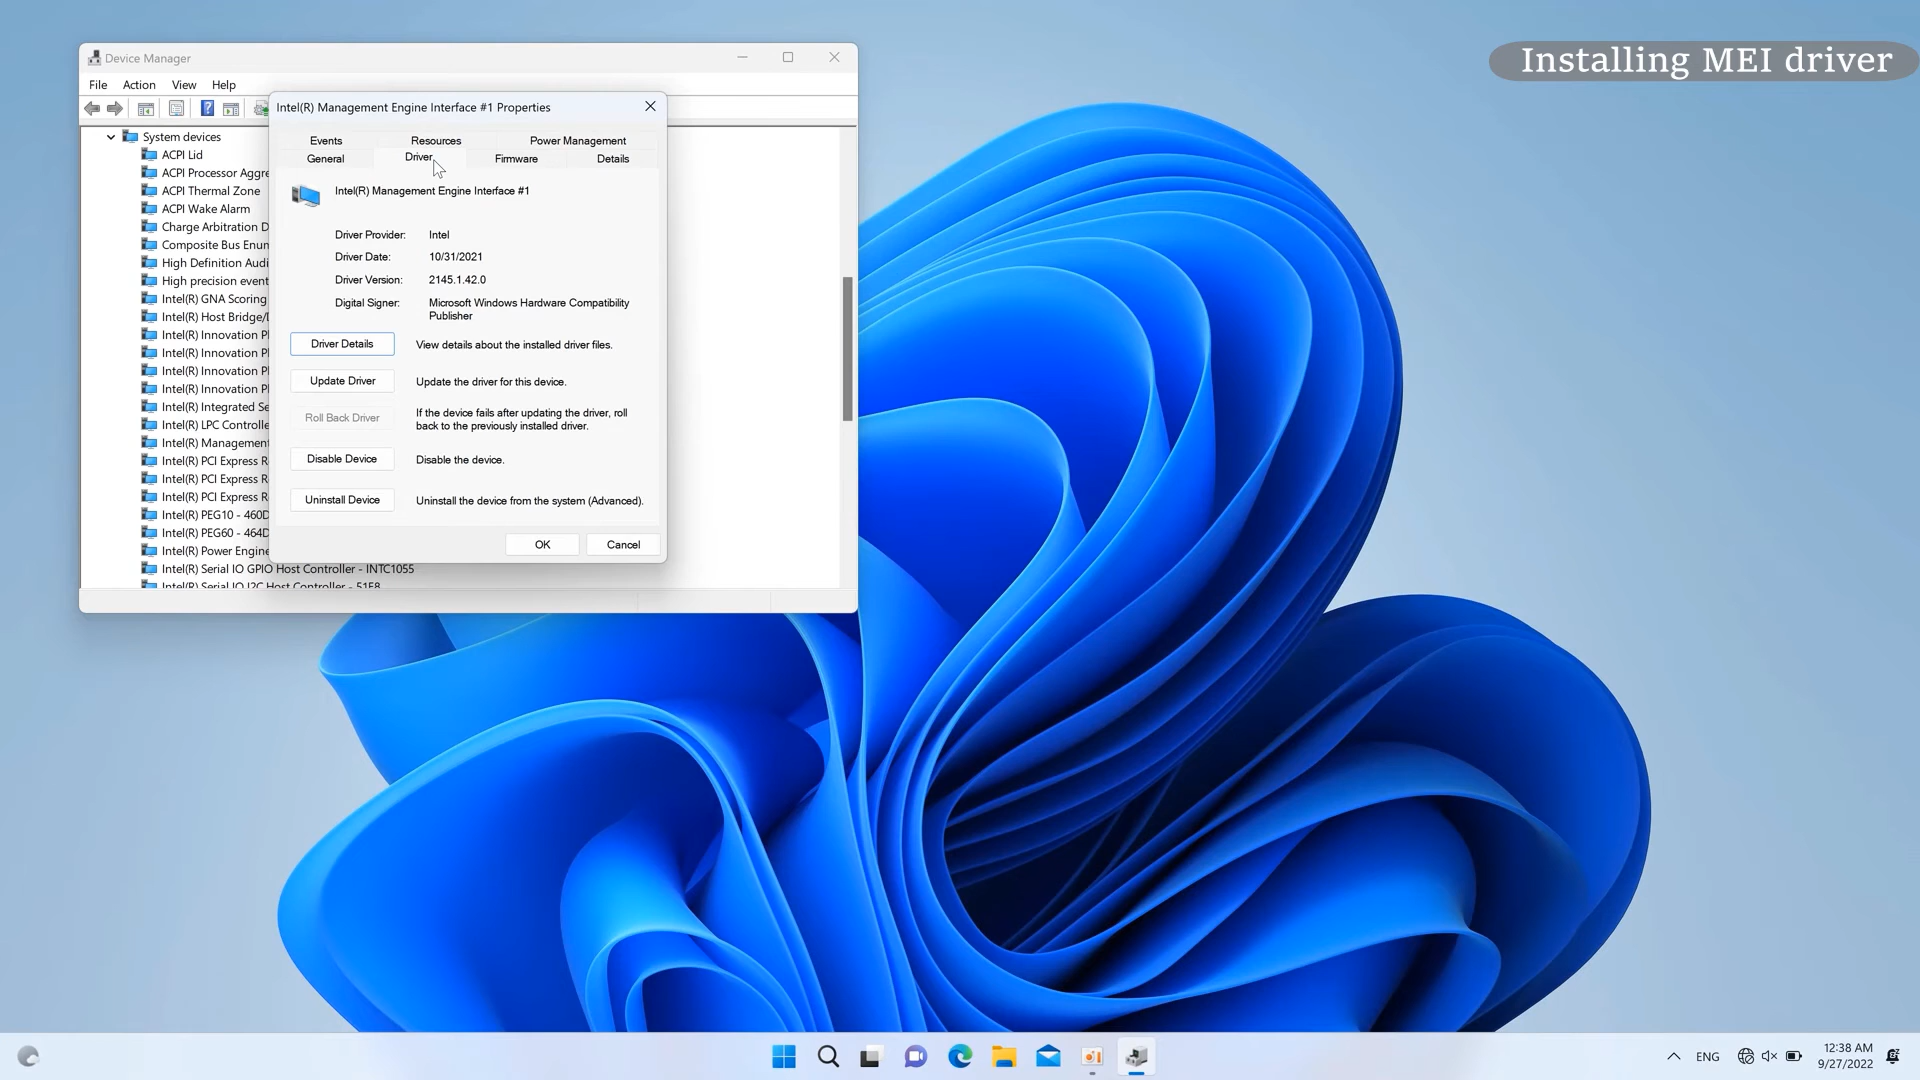 Installing MEI driver
Device Manager
File Action View Help
System devices
ACPI Lid
ACPI Processor Aggre
ACPI Thermal Zone
ACPI Wake Alarm
Charge Arbitration D
Composite Bus Enum
High Definition Audi
High precision event
Intel(R) GNA Scoring
Intel(R) Host Bridge/
Intel(R) Innovation Pl
Intel(R) Innovation Pl
Intel(R) Innovation Pl
Intel(R) Innovation Pl
Intel(R) Integrated Se
Intel(R) LPC Controlle
Intel(R) Management
Intel(R) PCI Express R
Intel(R) PCI Express R
Intel(R) PCI Express R
Intel(R) PEG10 - 460D
Intel(R) PEG60 - 464D
Intel(R) Power Engine
Intel(R) Serial IO GPIO Host Controller - INTC1055
Intel(R) Serial IO I2C Host Controller - 51E8
Intel(R) Management Engine Interface #1 Properties
Events Resources Power Management
General Driver Firmware Details
Intel(R) Management Engine Interface #1
Driver Provider: Intel
Driver Date: 10/31/2021
Driver Version: 2145.1.42.0
Digital Signer: Microsoft Windows Hardware Compatibility
Publisher
Driver Details View details about the installed driver files.
Update Driver Update the driver for this device.
Roll Back Driver If the device fails after updating the driver, roll
back to the previously installed driver.
Disable Device Disable the device.
Uninstall Device Uninstall the device from the system (Advanced).
OK Cancel
ENG
12:38 AM
9/27/2022